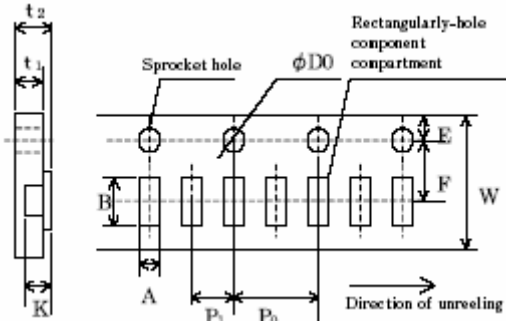 t2
t1
Sprocket hole
ϕD0
Rectangularly-hole
component
compartment
E
F
W
B
A
K
P1
P0
Direction of unreeling